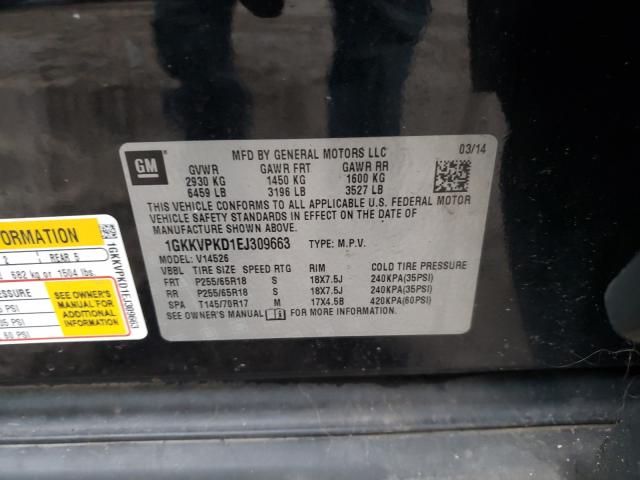 GM
MFD BY GENERAL MOTORS LLC
03/14
GVWR GAWR FRT GAWR RR
2930 KG 1450 KG 1600 KG
6459 LB 3196 LB 3527 LB
THIS VEHICLE CONFORMS TO ALL APPLICABLE U.S. FEDERAL MOTOR
VEHICLE SAFETY STANDARDS IN EFFECT ON THE DATE OF
MANUFACTURE SHOWN ABOVE.
1GKKVPKD1EJ309663 TYPE: M.P.V.
MODEL: V14526
VBBL TIRE SIZE SPEED RTG RIM COLD TIRE PRESSURE
FRT P255/65R18 S 18X7.5J 240KPA(35PSI)
RR P255/65R18 S 18X7.5J 240KPA(35PSI)
SPA T145/70R17 M 17X4.5B 420KPA(60PSI)
SEE OWNER'S MANUAL FOR MORE INFORMATION.
FORMATION
2 REAR 5
682 kg or 1504 lbs.
SEE OWNER'S
MANUAL FOR
ADDITIONAL
INFORMATION
1GKKVPKD1EJ309663